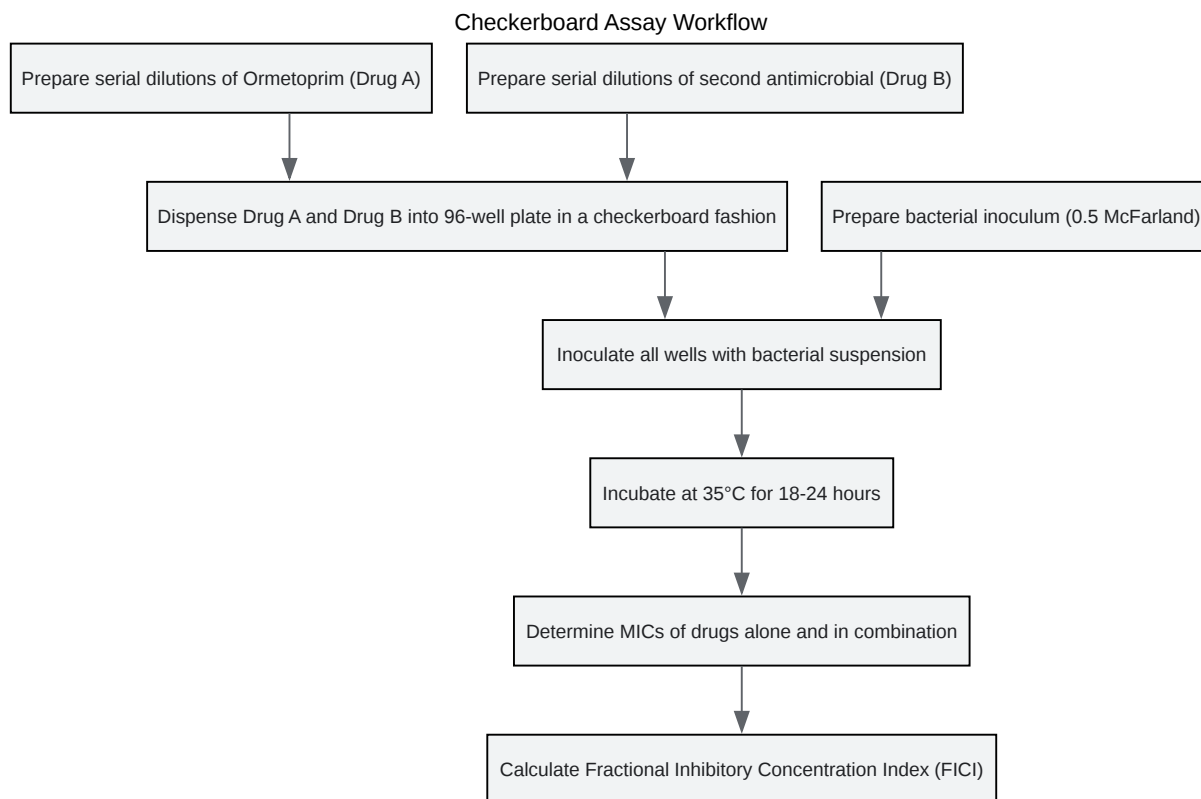 Checkerboard Assay Workflow
Prepare serial dilutions of Ormetoprim (Drug A)
Prepare serial dilutions of second antimicrobial (Drug B)
Dispense Drug A and Drug B into 96-well plate in a checkerboard fashion
Prepare bacterial inoculum (0.5 McFarland)
Inoculate all wells with bacterial suspension
Incubate at 35°C for 18-24 hours
Determine MICs of drugs alone and in combination
Calculate Fractional Inhibitory Concentration Index (FICI)